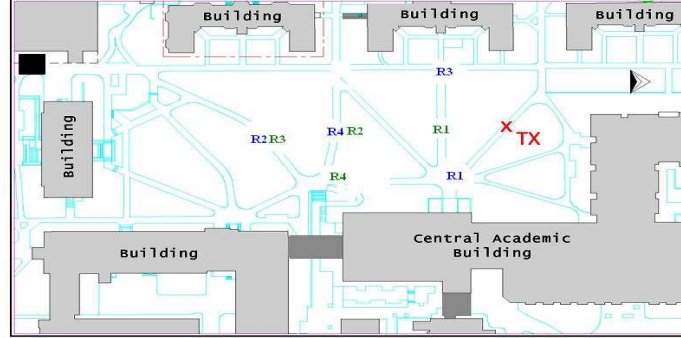 Building
Building
Building
R3
R2 R3
R4 R2
R1
x
TX
Building
R4
R1
Building
Central Academic
Building